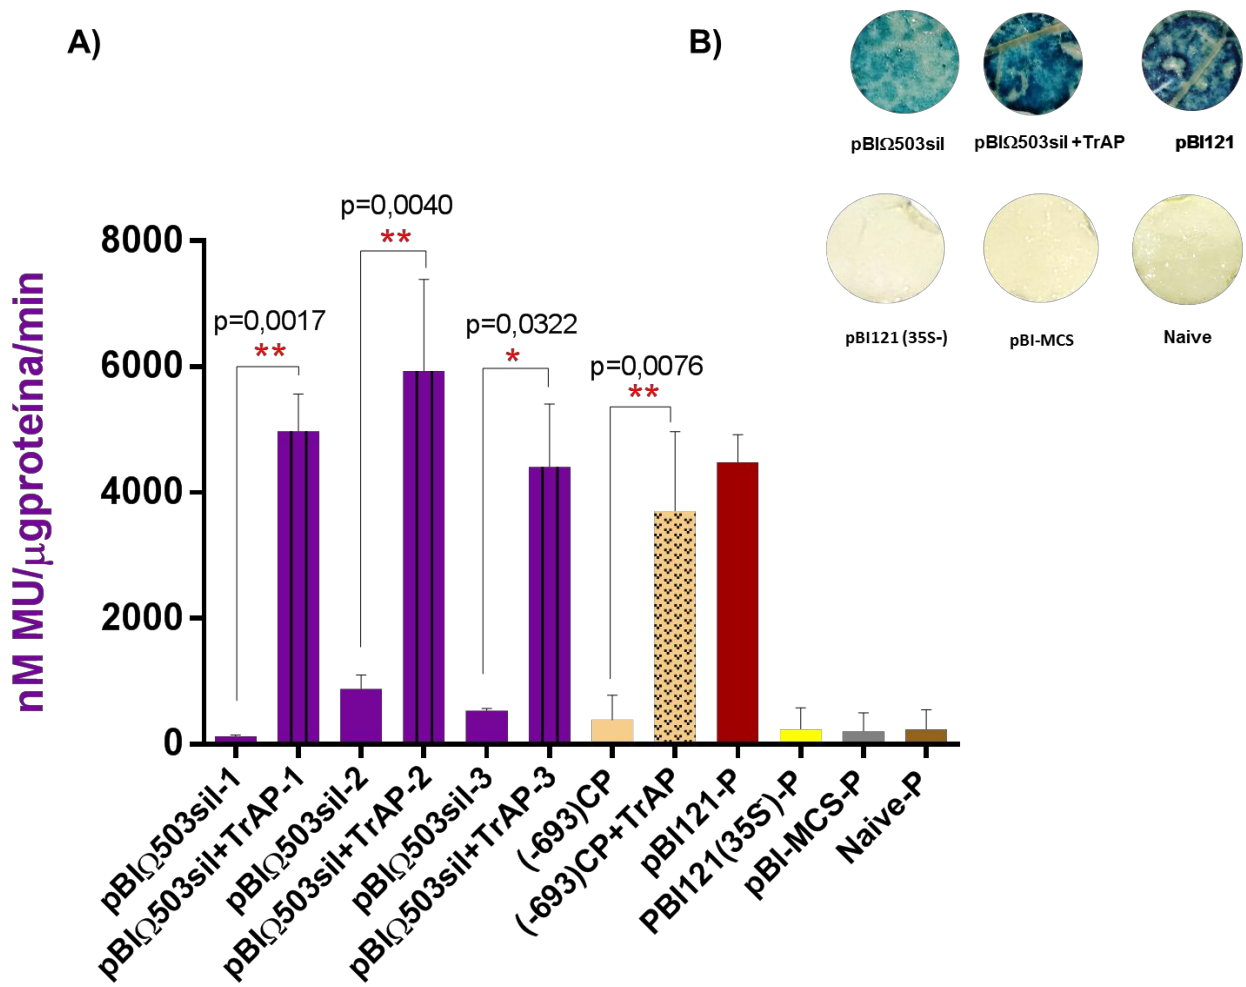 A)
B)
pBIΩ503sil
pBIΩ503sil +TrAP
pBI121
pBI121 (35S-)
pBI-MCS
Naive
nM MU/μgproteína/min
8000
6000
4000
2000
0
p=0,0017
**
p=0,0040
**
p=0,0322
*
p=0,0076
**
pBIΩ503sil-1
pBIΩ503sil+TrAP-1
pBIΩ503sil-2
pBIΩ503sil+TrAP-2
pBIΩ503sil-3
pBIΩ503sil+TrAP-3
(-693)CP
(-693)CP+TrAP
pBI121-P
PBI121(35S⁻)-P
pBI-MCS-P
Naive-P